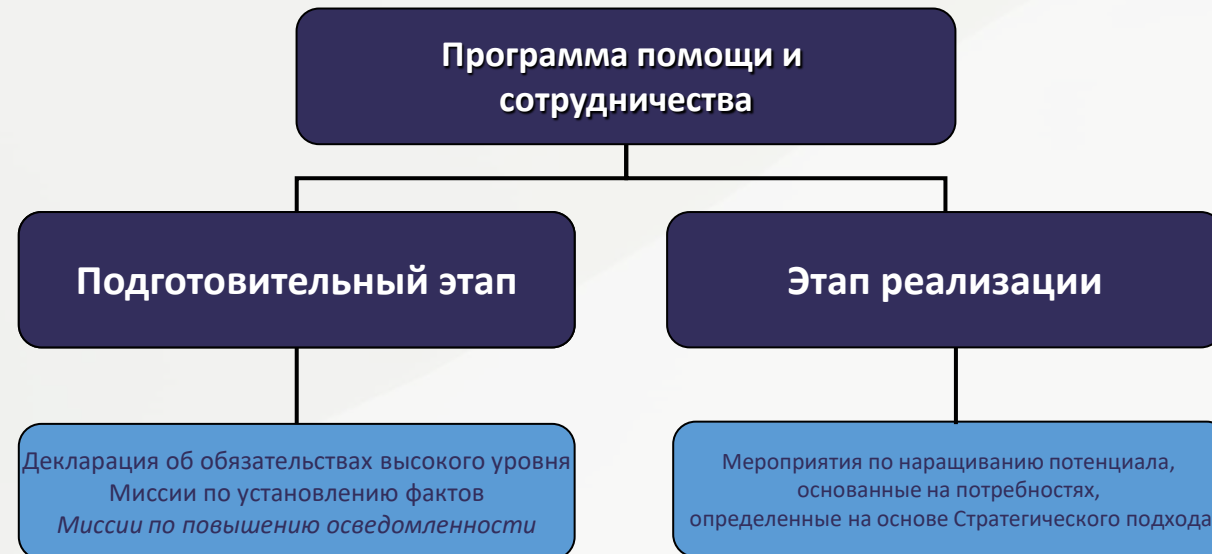 Программа помощи и
сотрудничества
Подготовительный этап
Этап реализации
Декларация об обязательствах высокого уровня
Миссии по установлению фактов
Миссии по повышению осведомленности
Мероприятия по наращиванию потенциала,
основанные на потребностях,
определенные на основе Стратегического подхода